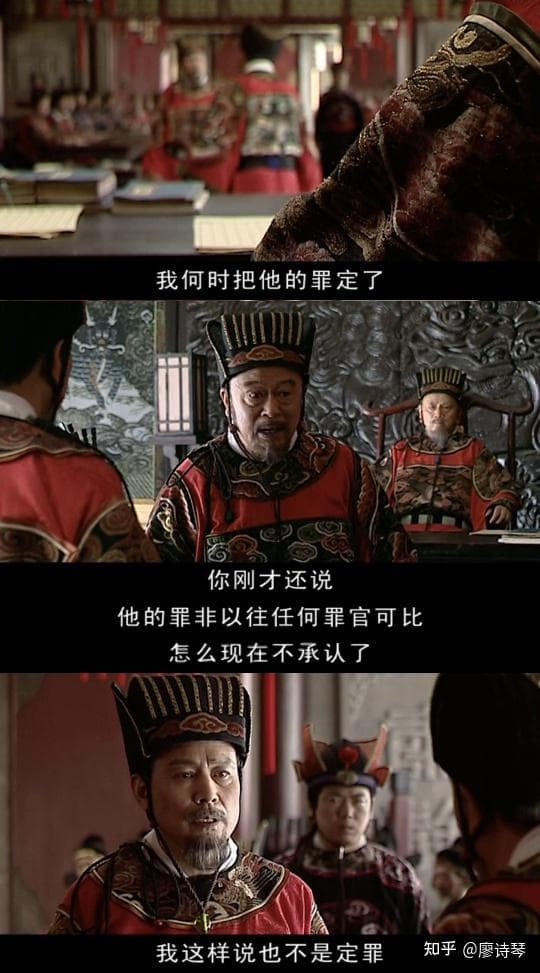 我何时把他的罪定了
你刚才还说
他的罪非以往任何罪官可比
怎么现在不承认了
我这样说也不是定罪
知乎 @廖诗琴